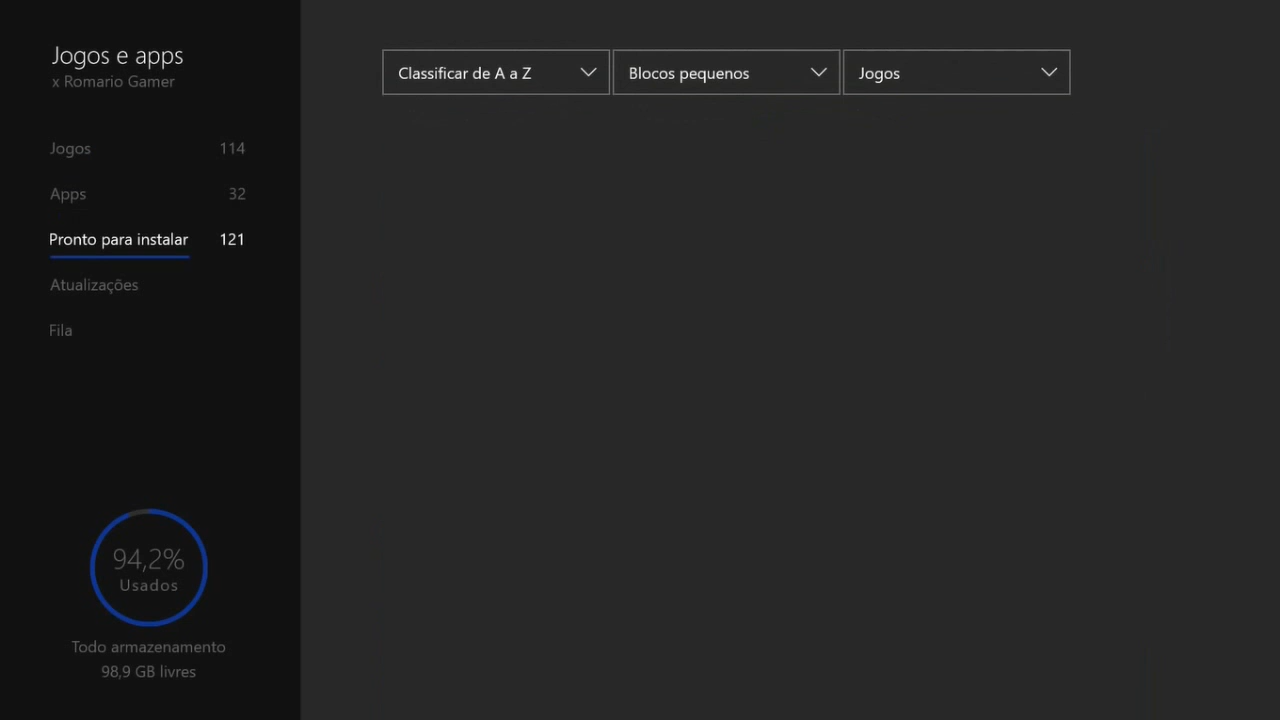 Jogos e apps
x Romario Gamer
Jogos 114
Apps 32
Pronto para instalar 121
Atualizações
Fila
94,2%
Usados
Todo armazenamento
98,9 GB livres
Classificar de A a Z
Blocos pequenos
Jogos